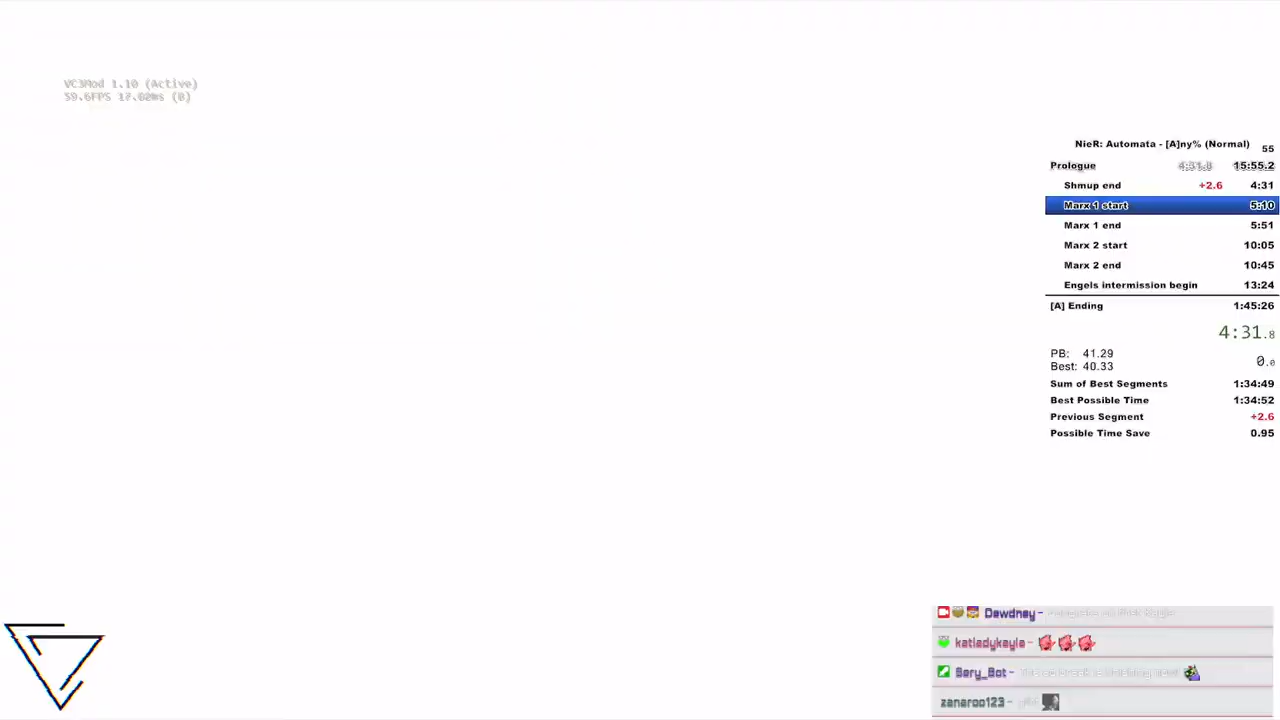 VC3Mod 1.10 (Active)
59.6FPS 17.02ms (0)
NieR: Automata - [A]ny% (Normal) 55
Prologue 4:31.8 15:55.2
Shmup end +2.6 4:31
Marx 1 start 5:10
Marx 1 end 5:51
Marx 2 start 10:05
Marx 2 end 10:45
Engels intermission begin 13:24
[A] Ending 1:45:26
4:31.8
PB: 41.29
0.0
Best: 40.33
Sum of Best Segments 1:34:49
Best Possible Time 1:34:52
Previous Segment +2.6
Possible Time Save 0.95
Dewdney -
katladykayla -
Bery_Bot -
zanaroo123 -